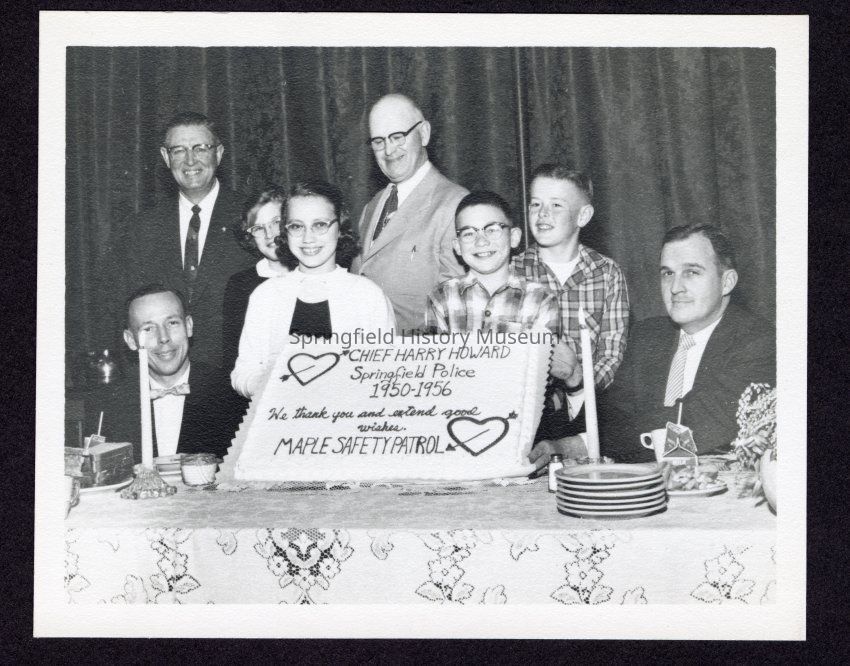 Springfield History Museum
CHIEF HARRY HOWARD
Springfield Police
1950-1956
We thank you and extend good
wishes.
MAPLE SAFETY PATROL